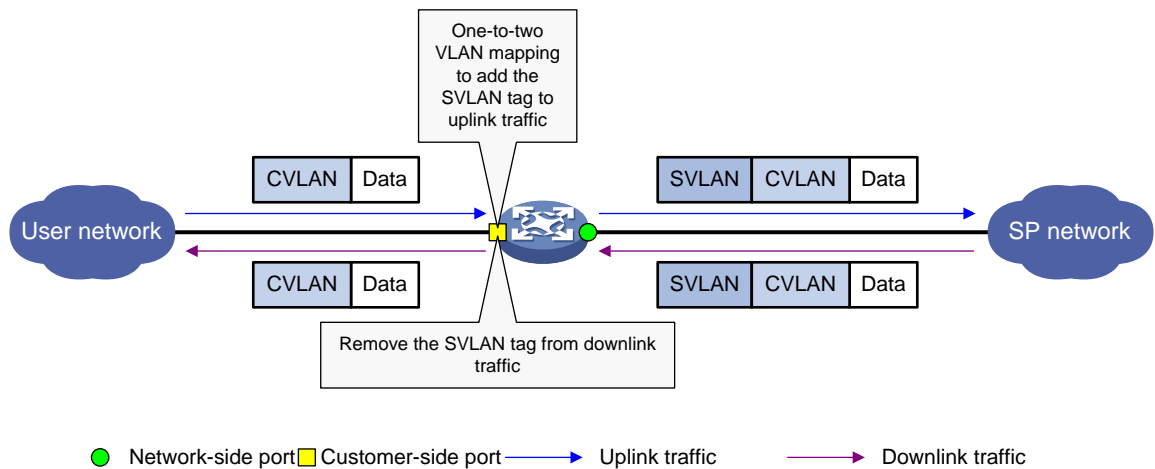 One-to-two
VLAN mapping
to add the
SVLAN tag to
uplink traffic
CVLAN Data
SVLAN CVLAN Data
User network
SP network
CVLAN Data
SVLAN CVLAN Data
Remove the SVLAN tag from downlink
traffic
Network-side port Customer-side port Uplink traffic Downlink traffic